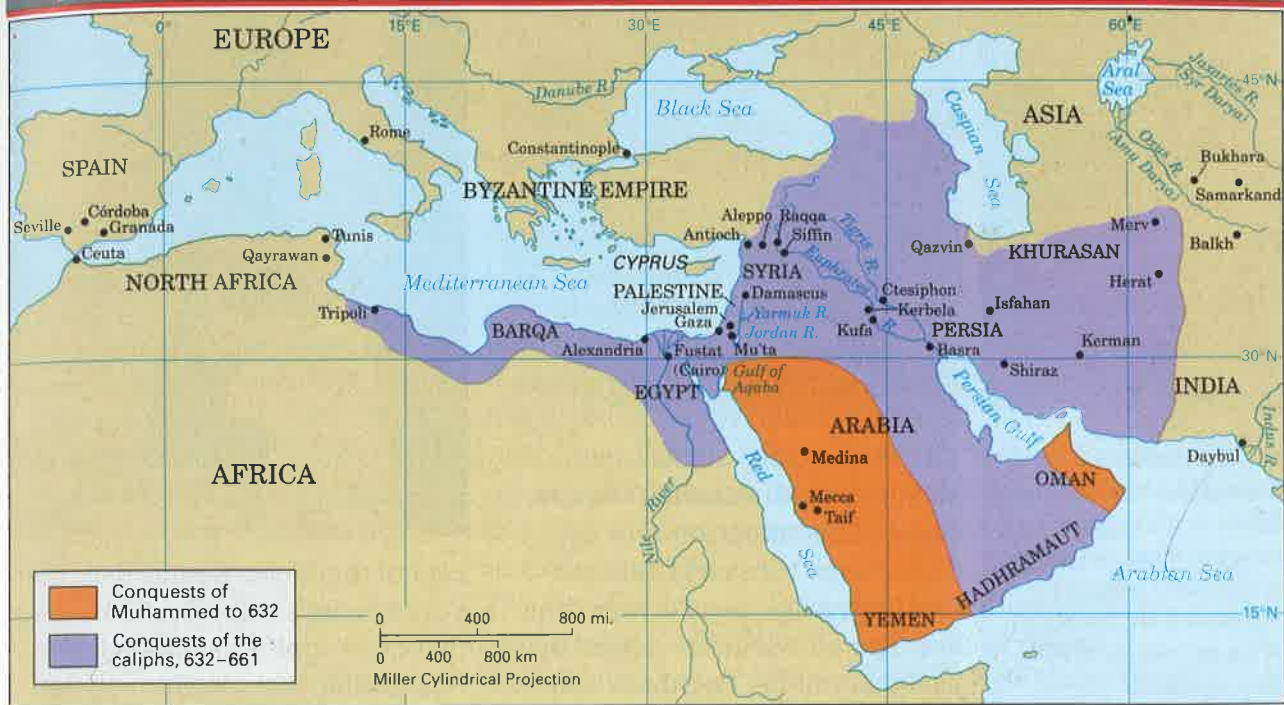 0°
15°E
30°E
45°E
60°E
EUROPE
Danube R.
Black Sea
Caspian
Sea
Aral
Sea
ASIA
Jaxartes R.
(Syr Darya)
45°N
Oxus R.
(Amu Darya)
Rome
Constantinople
SPAIN
BYZANTINE EMPIRE
Bukhara
Samarkand
Seville
Córdoba
Granada
Ceuta
Tunis
Qayrawan
Aleppo
Raqqa
Antioch
Siffin
Tigris R.
Euphrates
R.
Qazvin
KHURASAN
Merv
Balkh
NORTH AFRICA
Mediterranean Sea
CYPRUS
SYRIA
Herat
PALESTINE
Damascus
Ctesiphon
Isfahan
Tripoli
Jerusalem
Yarmuk R.
Kerbela
BARQA
Gaza
Jordan R.
Kufa
PERSIA
Kerman
Alexandria
Fustat
(Cairo)
Mu'ta
Basra
Shiraz
30°N
EGYPT
Gulf of
Aqaba
Persian Gulf
INDIA
Indus R.
ARABIA
Daybul
AFRICA
Medina
Red
Sea
OMAN
Nile
River
Mecca
Taif
HADHRAMAUT
Arabian Sea
YEMEN
15°N
Conquests of
Muhammed to 632
Conquests of the
caliphs, 632–661
0 400 800 mi.
0 400 800 km
Miller Cylindrical Projection